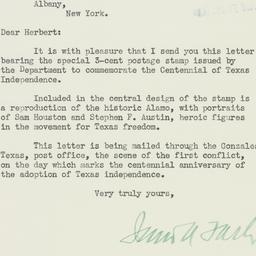 Albany,
New York.
Dear Herbert:
It is with pleasure that I send you this letter
bearing the special 3-cent postage stamp issued by
the Department to commemorate the Centennial of Texas
Independence.
Included in the central design of the stamp is
a reproduction of the historic Alamo, with portraits
of Sam Houston and Stephen F. Austin, heroic figures
in the movement for Texas freedom.
This letter is being mailed through the Gonzales
Texas, post office, the scene of the first conflict,
on the day which marks the centennial anniversary of
the adoption of Texas independence.
Very truly yours,